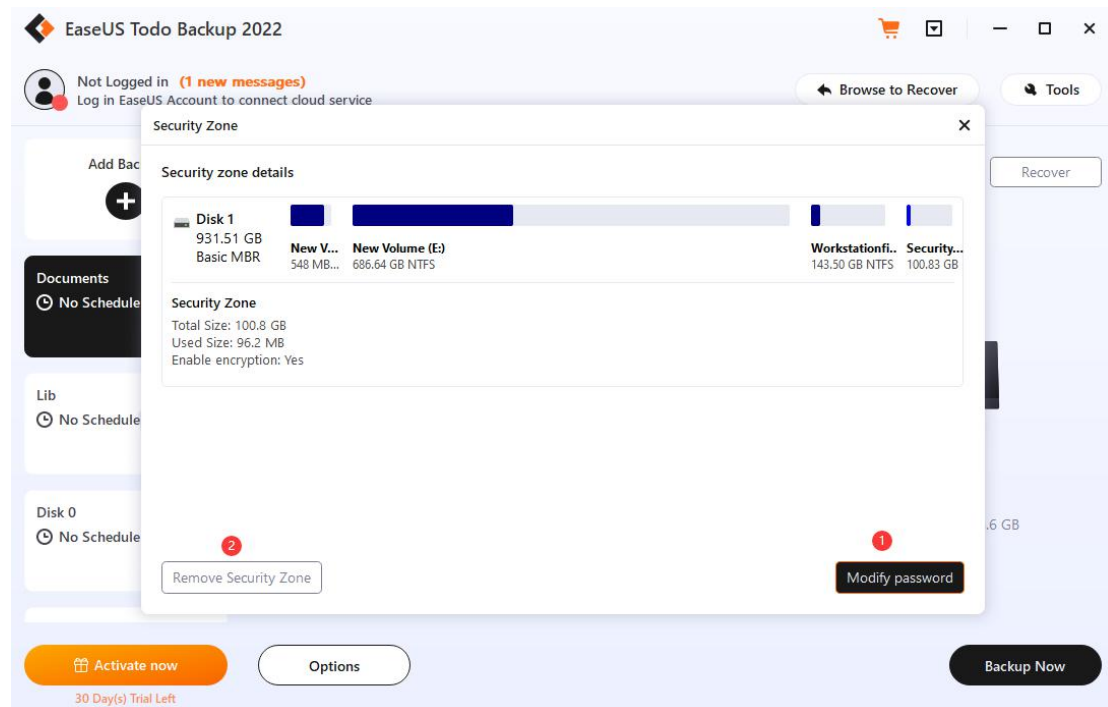 EaseUS Todo Backup 2022
Not Logged in (1 new messages)
Log in EaseUS Account to connect cloud service
Browse to Recover
Tools
Security Zone
Add Bac
Security zone details
Recover
Disk 1
931.51 GB
Basic MBR
New V...
548 MB...
New Volume (E:)
686.64 GB NTFS
Workstationfi..
143.50 GB NTFS
Security...
100.83 GB
Documents
No Schedule
Security Zone
Total Size: 100.8 GB
Used Size: 96.2 MB
Enable encryption: Yes
Lib
No Schedule
Disk 0
No Schedule
.6 GB
2
1
Remove Security Zone
Modify password
Activate now
Options
Backup Now
30 Day(s) Trial Left